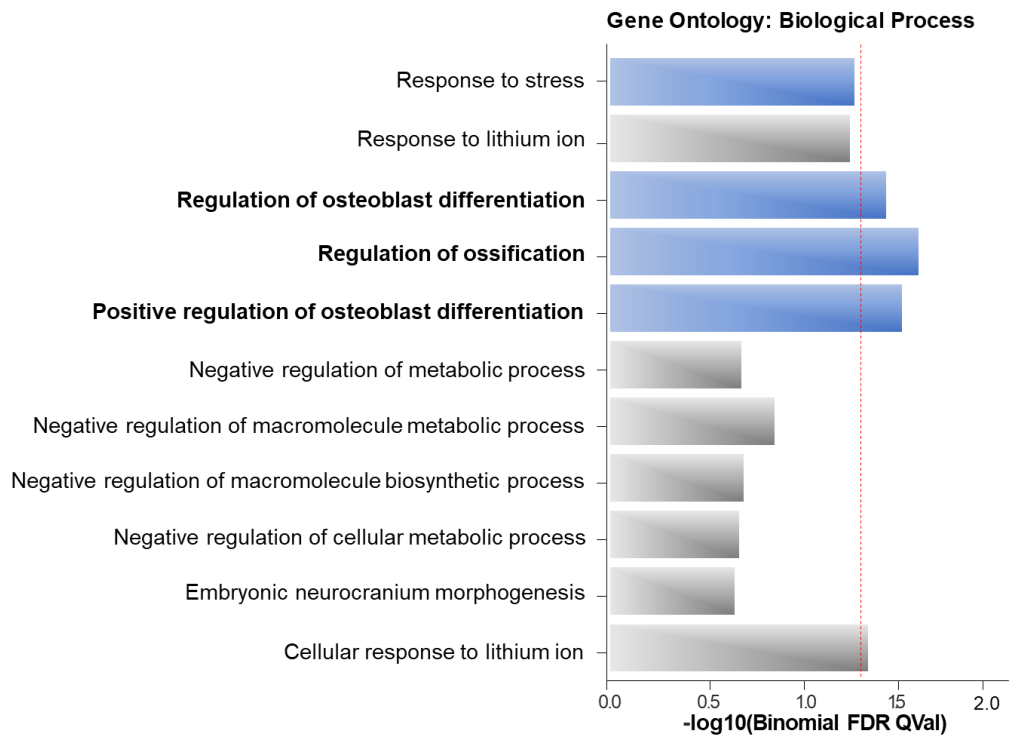 Gene Ontology: Biological Process
Response to stress
Response to lithium ion
Regulation of osteoblast differentiation
Regulation of ossification
Positive regulation of osteoblast differentiation
Negative regulation of metabolic process
Negative regulation of macromolecule metabolic process
Negative regulation of macromolecule biosynthetic process
Negative regulation of cellular metabolic process
Embryonic neurocranium morphogenesis
Cellular response to lithium ion
0.0 0.5 1.0 1.5 2.0
-log10(Binomial FDR QVal)